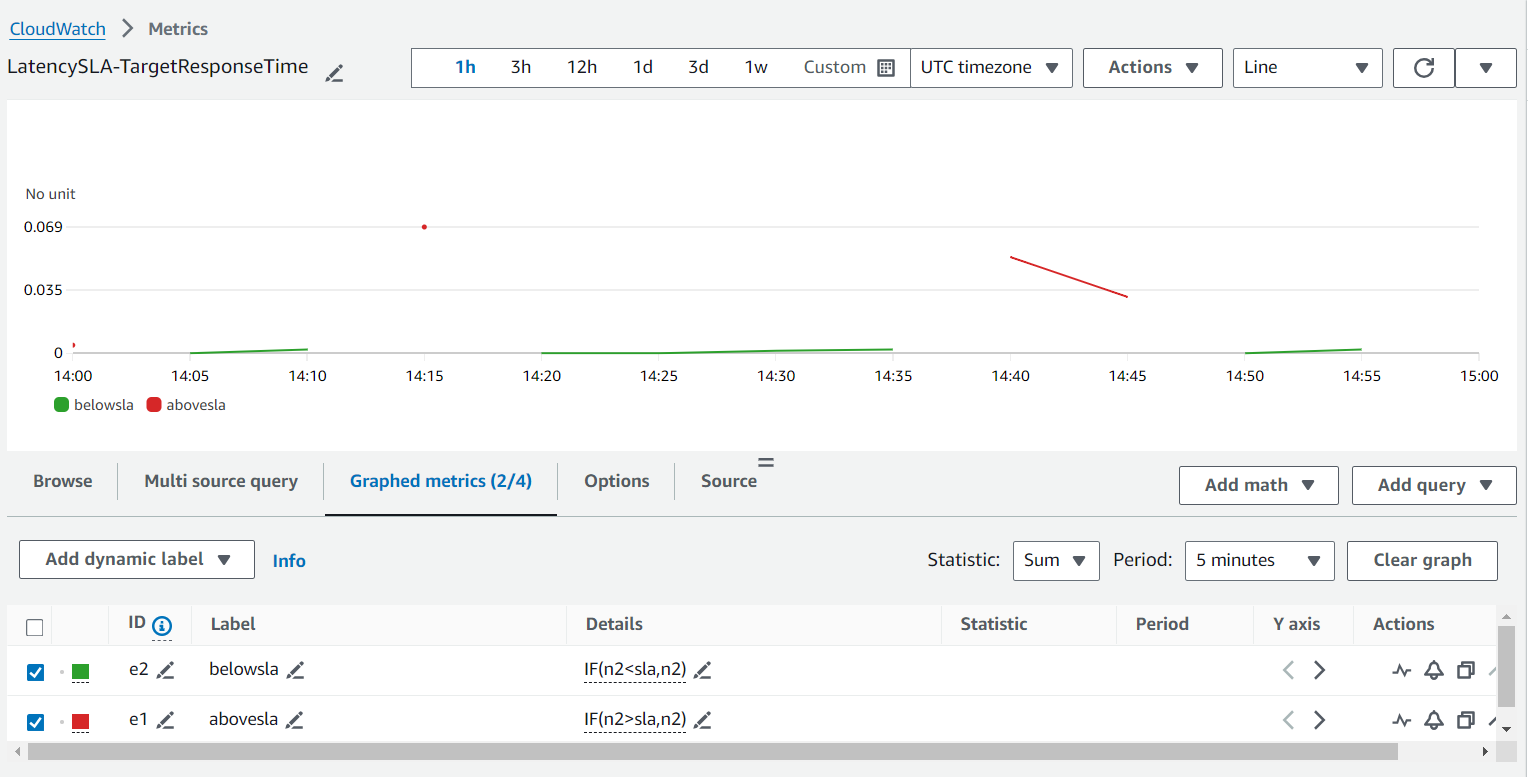 CloudWatch > Metrics
LatencySLA-TargetResponseTime 1h 3h 12h 1d 3d 1w Custom UTC timezone Actions Line
No unit
0.069
0.035
0
14:00 14:05 14:10 14:15 14:20 14:25 14:30 14:35 14:40 14:45 14:50 14:55 15:00
belowsla abovesla
Browse Multi source query Graphed metrics (2/4) Options Source Add math Add query
Add dynamic label Info Statistic: Sum Period: 5 minutes Clear graph
ID Label Details Statistic Period Y axis Actions
e2 belowsla IF(n2<sla,n2)
e1 abovesla IF(n2>sla,n2)